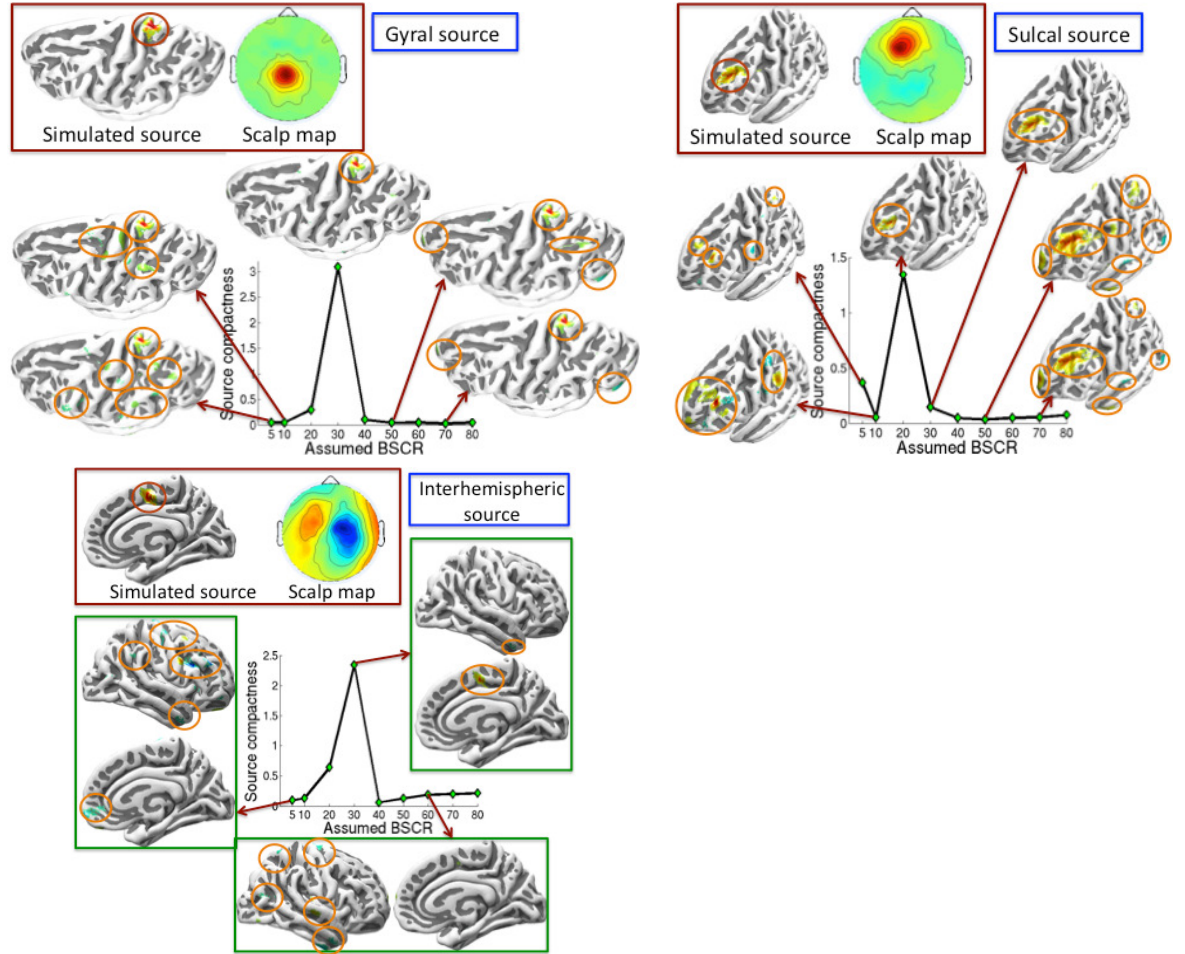 Gyral source
Simulated source
Scalp map
Source compactness
3
2.5
2
1.5
1
0.5
0
5 10 20 30 40 50 60 70 80
Assumed BSCR
Sulcal source
Simulated source
Scalp map
Source compactness
1.5
1
0.5
0
5 10 20 30 40 50 60 70 80
Assumed BSCR
Interhemispheric
source
Simulated source
Scalp map
Source compactness
2.5
2
1.5
1
0.5
0
5 10 20 30 40 50 60 70 80
Assumed BSCR